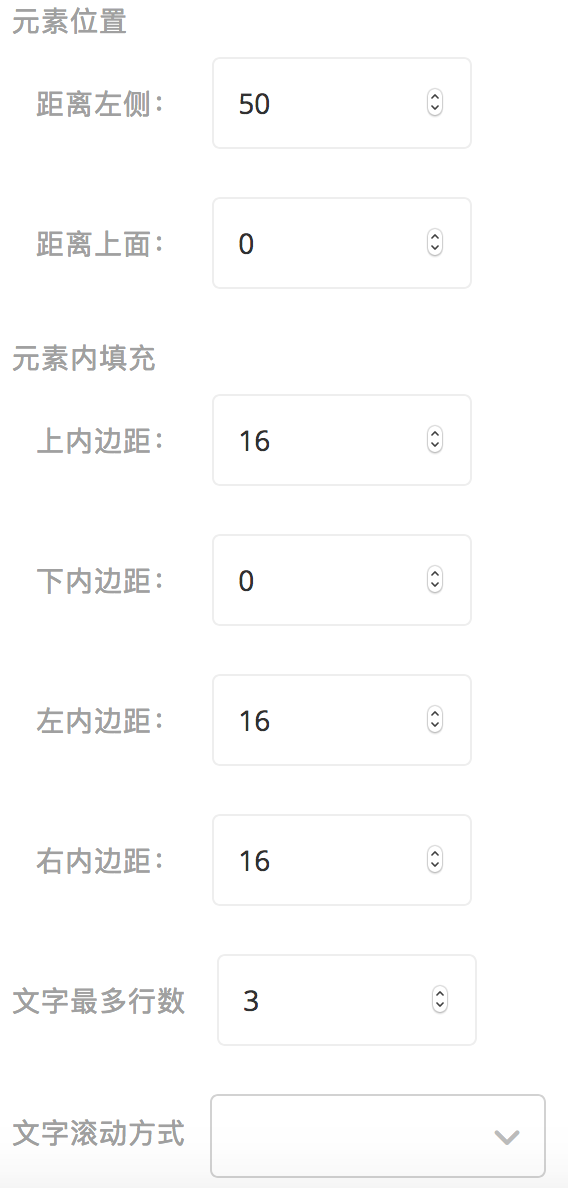 元素位置
距离左侧： 50
距离上面： 0
元素内填充
上内边距： 16
下内边距： 0
左内边距： 16
右内边距： 16
文字最多行数 3
文字滚动方式